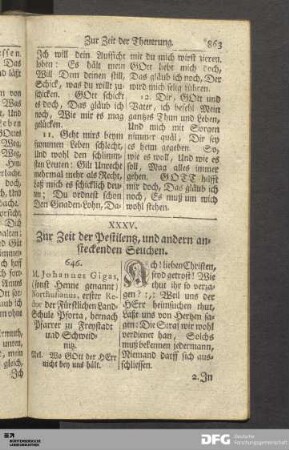 Zur Zeit der Theurung. 863
Ich will dein Aufsicht
Es hält mein
Will Dem deinen still,
Schick, was du willt zu-
schicken. GOtt schickt
es doch, Das gläub ich
noch, Wie mir es mag
gelücken.
11. Geht mirs beym
frommen Leben schlecht,
und wohl den schlimm-
sten Leuten: Gilt Unrecht
mehrmal mehr als Recht,
Laß mich es schicklich deu-
ten; Du ordnest schon
Den Gnaden-Lohn, Da-
mit du mich wirst
GOtt hebt mich doch,
Das gläub ich noch, Der
wird mich selig führen.
12. Dir, GOtt und
Vater, ich befehl Mein
gantzes Thun und Leben,
Und mich mit Sorgen
nimmer quäl, Dir sey
es heim gegeben. So,
wie es woll, Und wie es
soll, Mag alles immer
gehen. GOTT hilfft
mir doch, Das gläub ich
noch, Es muß um mich
wohl stehen.
XXXV.
Zur Zeit der Pestilentz, und andern an-
steckenden Seuchen.
646.
M. Johannes Gigas,
(sonst Henne genannt)
Northusanus, erster Re-
ctor der Fürstlichen Land-
Schule Pforta, hernach
Pfarrer zu Freystadt
und Schweid-
nitz.
Mel. Wo GOtt der HErr
nicht bey uns hält.
Ach! lieben Christen,
seyd getrost! Wie
thut ihr so verza-
gen? :,: Weil uns der
HErr heimsuchen thut,
Laßt uns von Hertzen sa-
gen: Die Straf wir wohl
verdienet han, Solchs
muß bekennen jedermann,
Niemand darff sich aus-
schliessen.
2. In
DFG Deutsche
Forschungsgemeinschaft